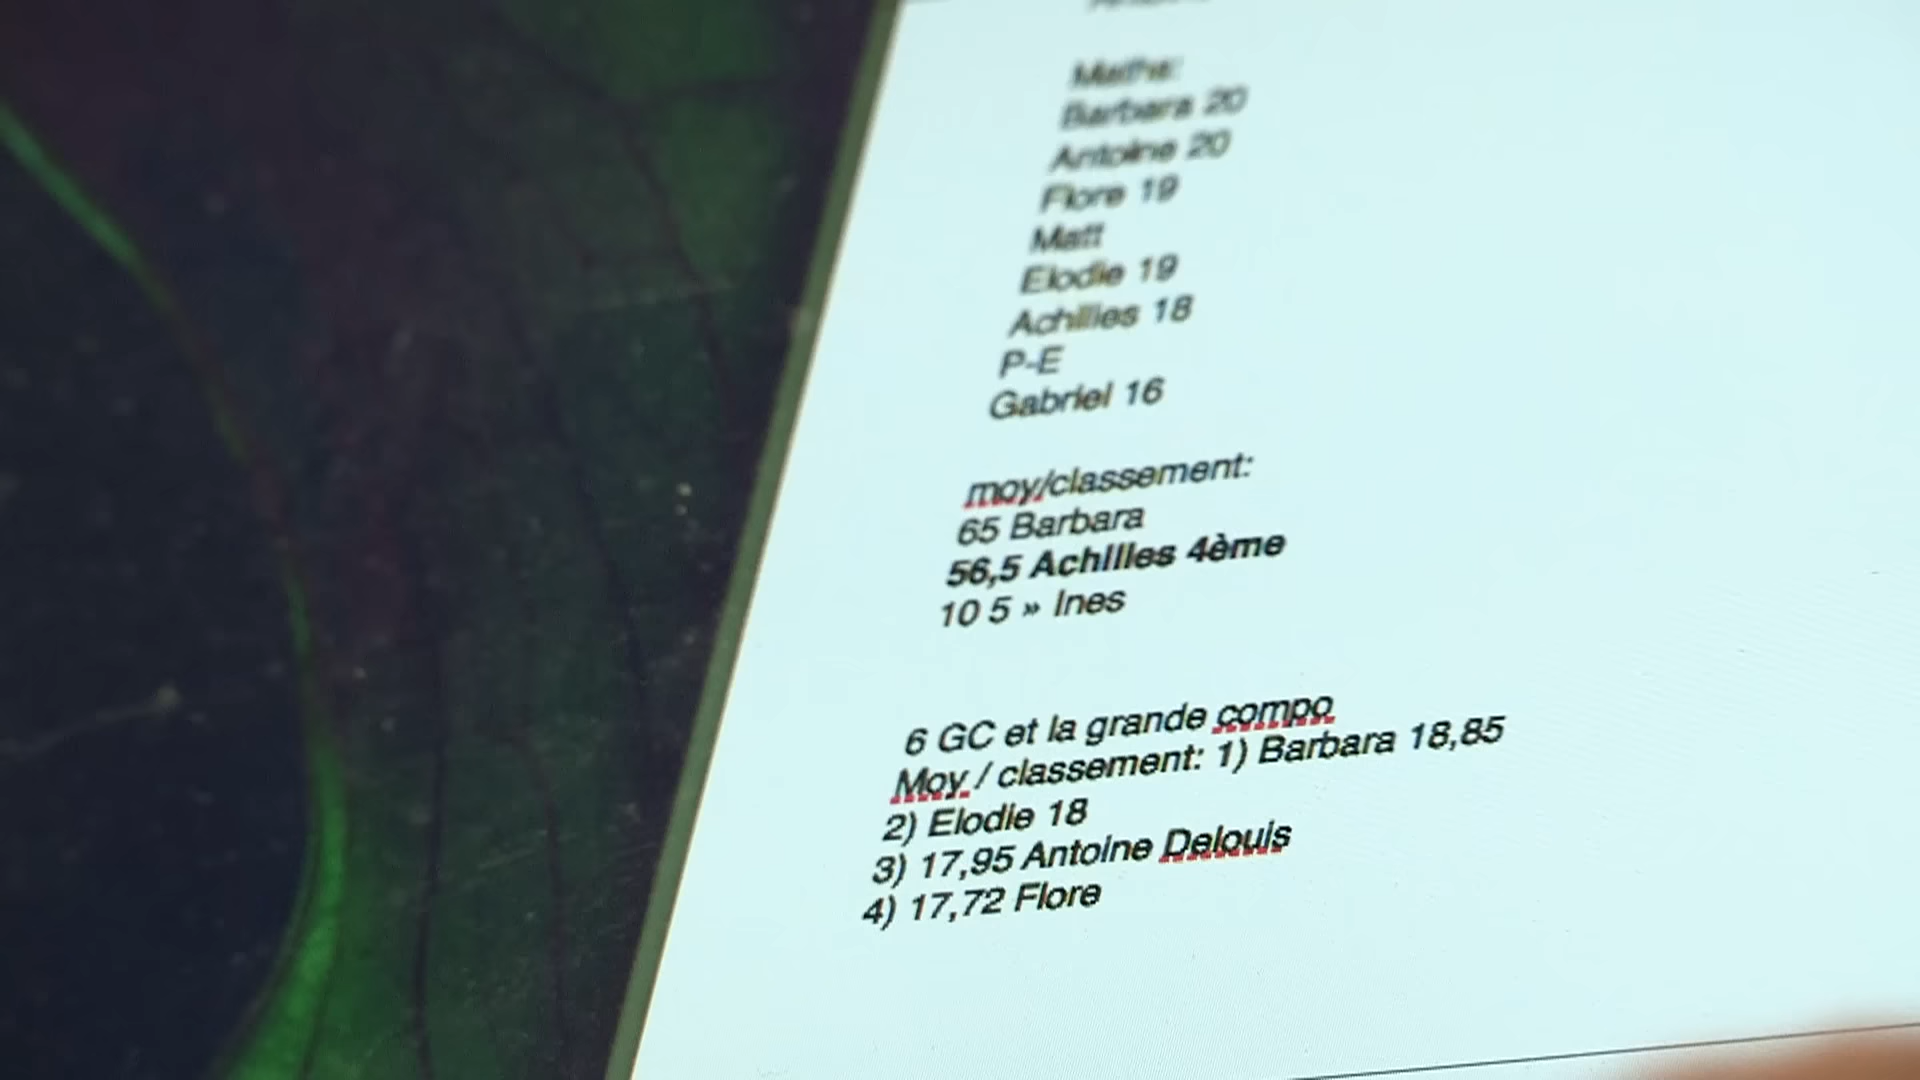 Maths:
Barbara 20
Antoine 20
Flore 19
Matt
Elodie 19
Achilles 18
P-E
Gabriel 16
moy/classement:
65 Barbara
56,5 Achilles 4ème
10 5 » Ines
6 GC et la grande compo
Moy / classement: 1) Barbara 18,85
2) Elodie 18
3) 17,95 Antoine Delouis
4) 17,72 Flore